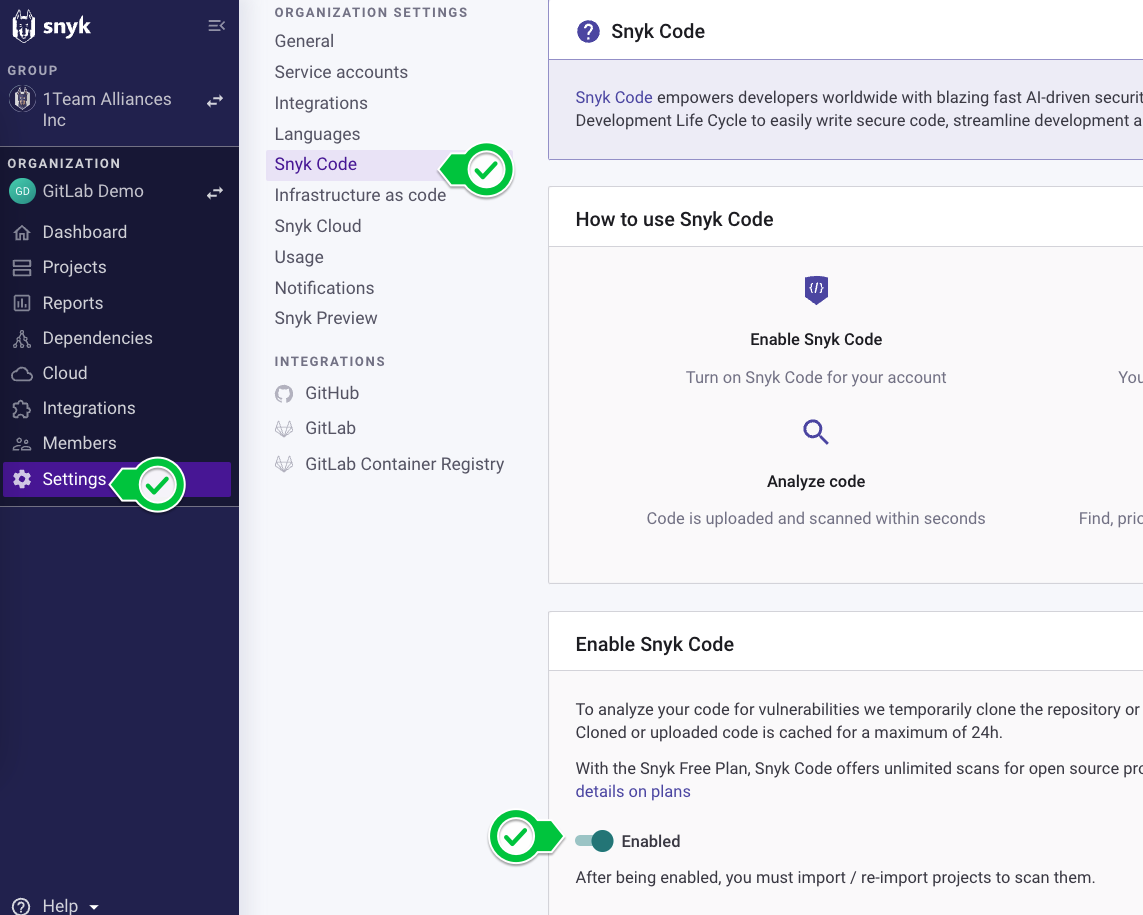 snyk
GROUP
1Team Alliances
Inc
ORGANIZATION
GD
GitLab Demo
Dashboard
Projects
Reports
Dependencies
Cloud
Integrations
Members
Settings
Help
ORGANIZATION SETTINGS
General
Service accounts
Integrations
Languages
Snyk Code
Infrastructure as code
Snyk Cloud
Usage
Notifications
Snyk Preview
INTEGRATIONS
GitHub
GitLab
GitLab Container Registry
Snyk Code
Snyk Code empowers developers worldwide with blazing fast AI-driven securit
Development Life Cycle to easily write secure code, streamline development a
How to use Snyk Code
Enable Snyk Code
Turn on Snyk Code for your account
You
Analyze code
Code is uploaded and scanned within seconds
Find, pric
Enable Snyk Code
To analyze your code for vulnerabilities we temporarily clone the repository or
Cloned or uploaded code is cached for a maximum of 24h.
With the Snyk Free Plan, Snyk Code offers unlimited scans for open source pro
details on plans
Enabled
After being enabled, you must import / re-import projects to scan them.